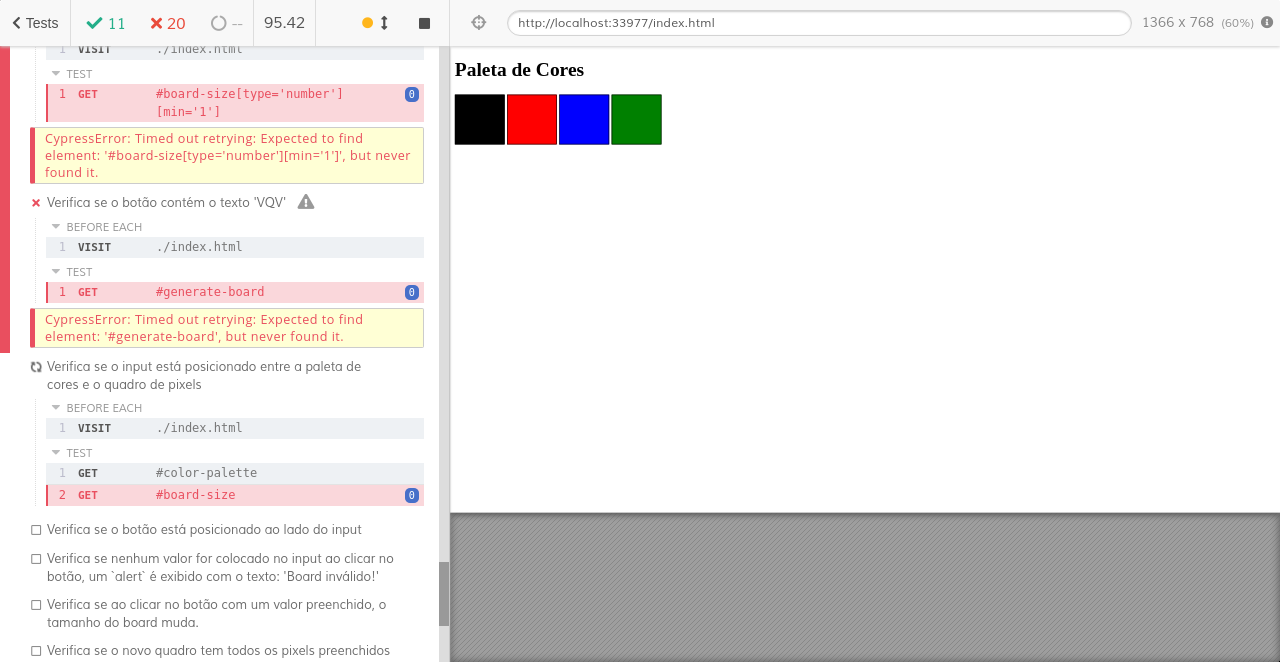 Tests 11 20 -- 95.42 http://localhost:33977/index.html 1366 x 768 (60%)
1 VISIT ./index.html
TEST
1 GET #board-size[type='number'] 0
[min='1']
CypressError: Timed out retrying: Expected to find
element: '#board-size[type='number'][min='1']', but never
found it.
Verifica se o botão contém o texto 'VQV'
BEFORE EACH
1 VISIT ./index.html
TEST
1 GET #generate-board 0
CypressError: Timed out retrying: Expected to find
element: '#generate-board', but never found it.
Verifica se o input está posicionado entre a paleta de
cores e o quadro de pixels
BEFORE EACH
1 VISIT ./index.html
TEST
1 GET #color-palette
2 GET #board-size 0
Verifica se o botão está posicionado ao lado do input
Verifica se nenhum valor for colocado no input ao clicar no
botão, um `alert` é exibido com o texto: 'Board inválido!'
Verifica se ao clicar no botão com um valor preenchido, o
tamanho do board muda.
Verifica se o novo quadro tem todos os pixels preenchidos
Paleta de Cores